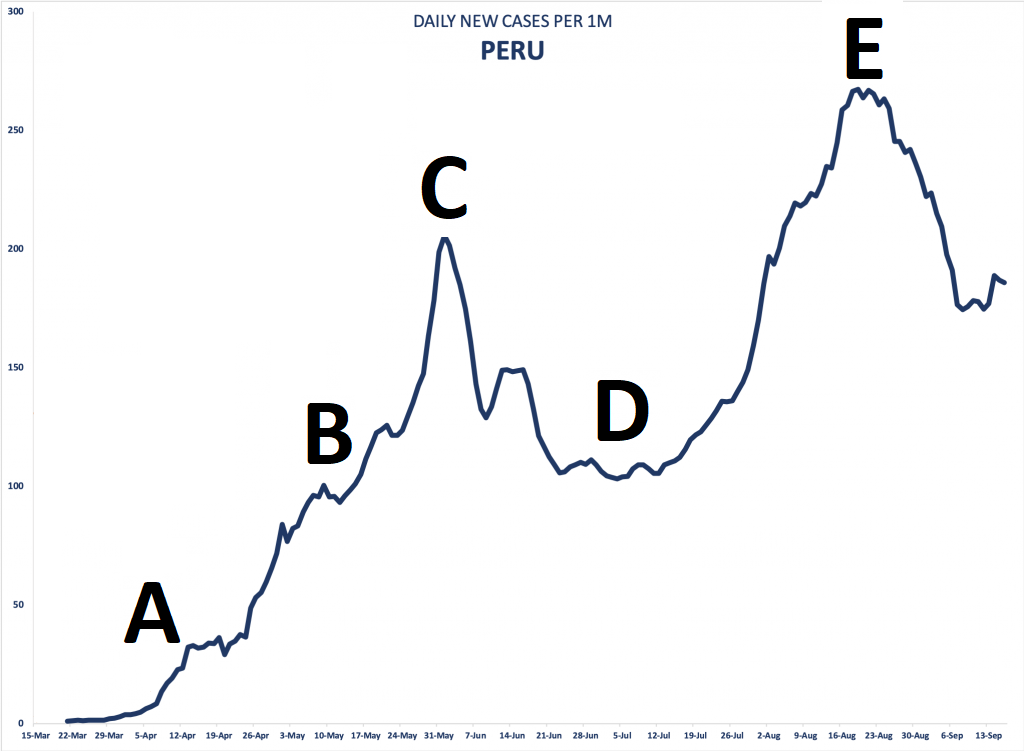 DAILY NEW CASES PER 1M
PERU
300
250
200
150
100
50
0
A
B
C
D
E
15-Mar 22-Mar 29-Mar 5-Apr 12-Apr 19-Apr 26-Apr 3-May 10-May 17-May 24-May 31-May 7-Jun 14-Jun 21-Jun 28-Jun 5-Jul 12-Jul 19-Jul 26-Jul 2-Aug 9-Aug 16-Aug 23-Aug 30-Aug 6-Sep 13-Sep